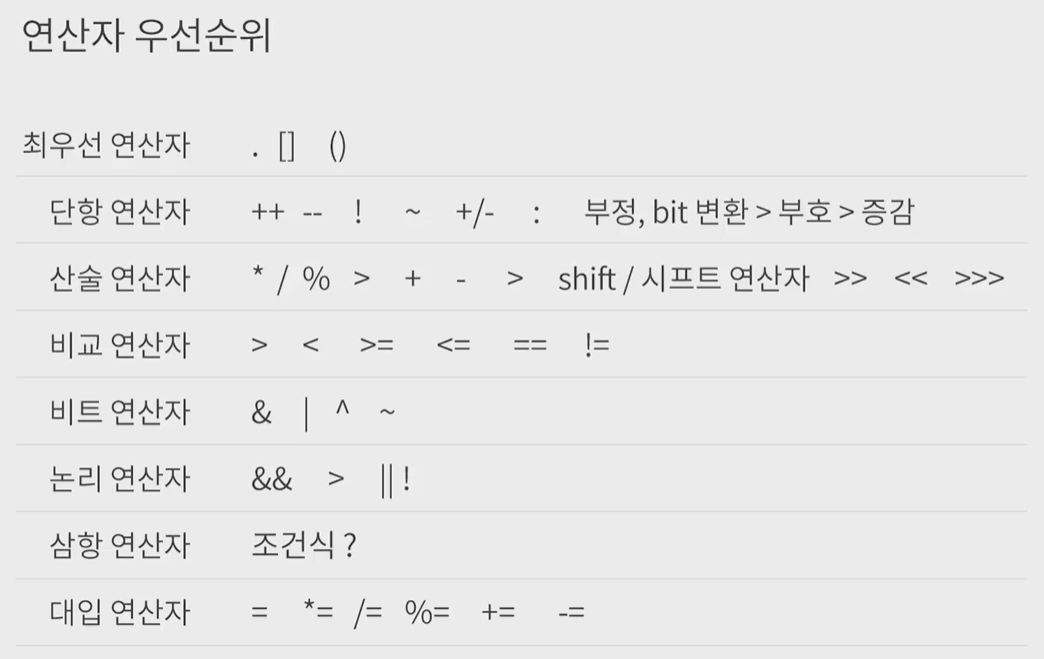 연산자 우선순위
최우선 연산자 . [] ()
단항 연산자 ++ -- ! ~ +/- : 부정, bit 변환 > 부호 > 증감
산술 연산자 * / % > + - > shift / 시프트 연산자 >> << >>>
비교 연산자 > < >= <= == !=
비트 연산자 & | ^ ~
논리 연산자 && > || !
삼항 연산자 조건식 ?
대입 연산자 = *= /= %= += -=